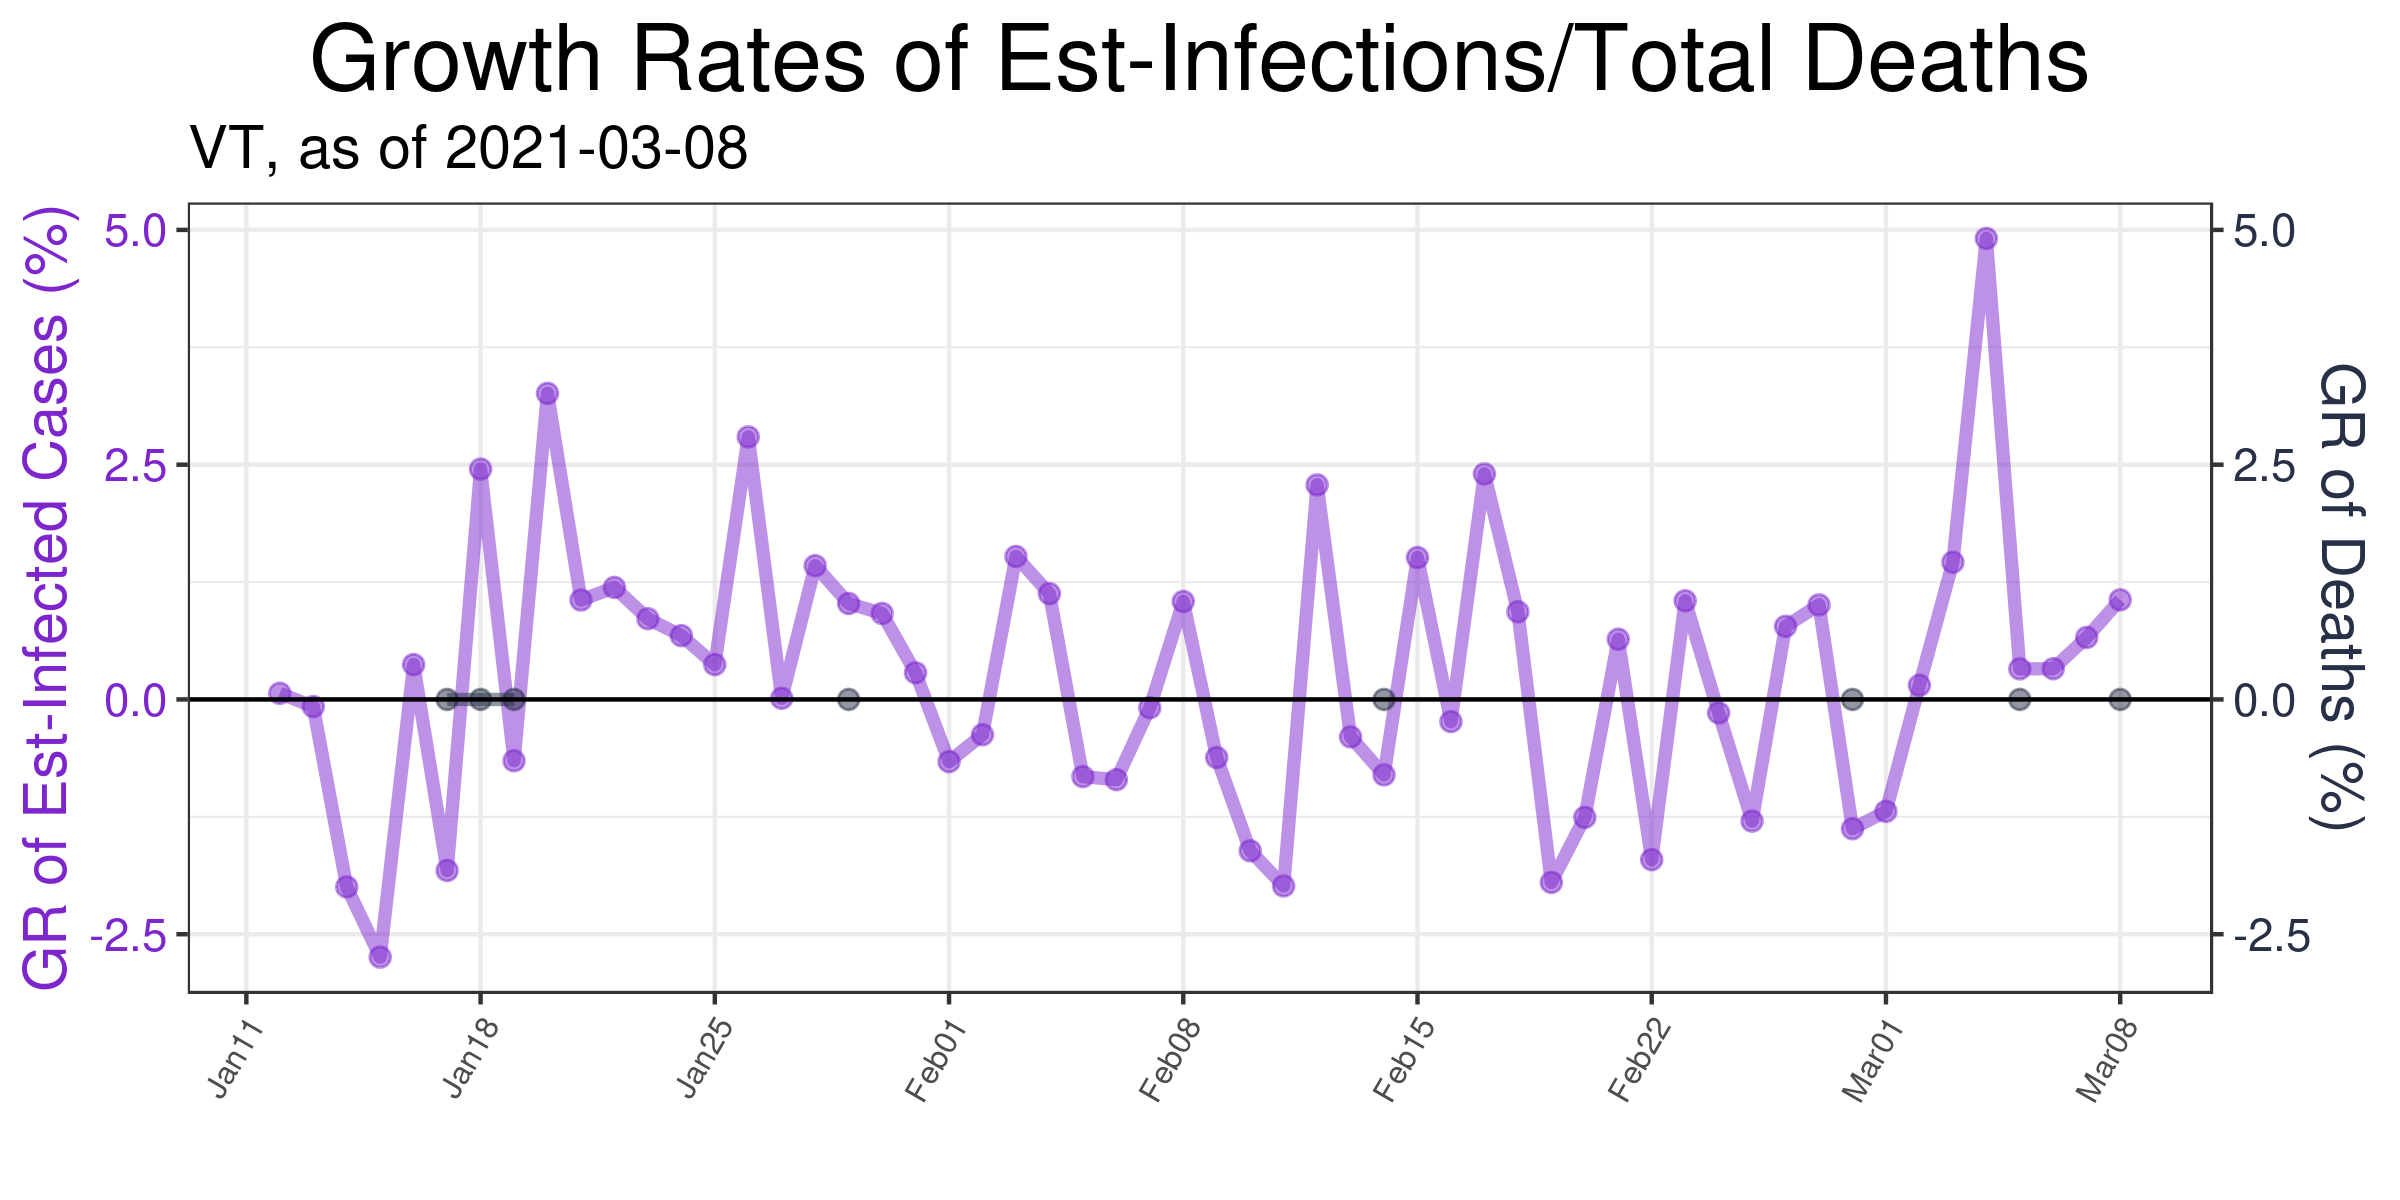 Growth Rates of Est-Infections/Total Deaths
VT, as of 2021-03-08
GR of Est-Infected Cases (%)
5.0
2.5
0.0
-2.5
5.0
2.5
0.0
-2.5
GR of Deaths (%)
Jan11
Jan18
Jan25
Feb01
Feb08
Feb15
Feb22
Mar01
Mar08